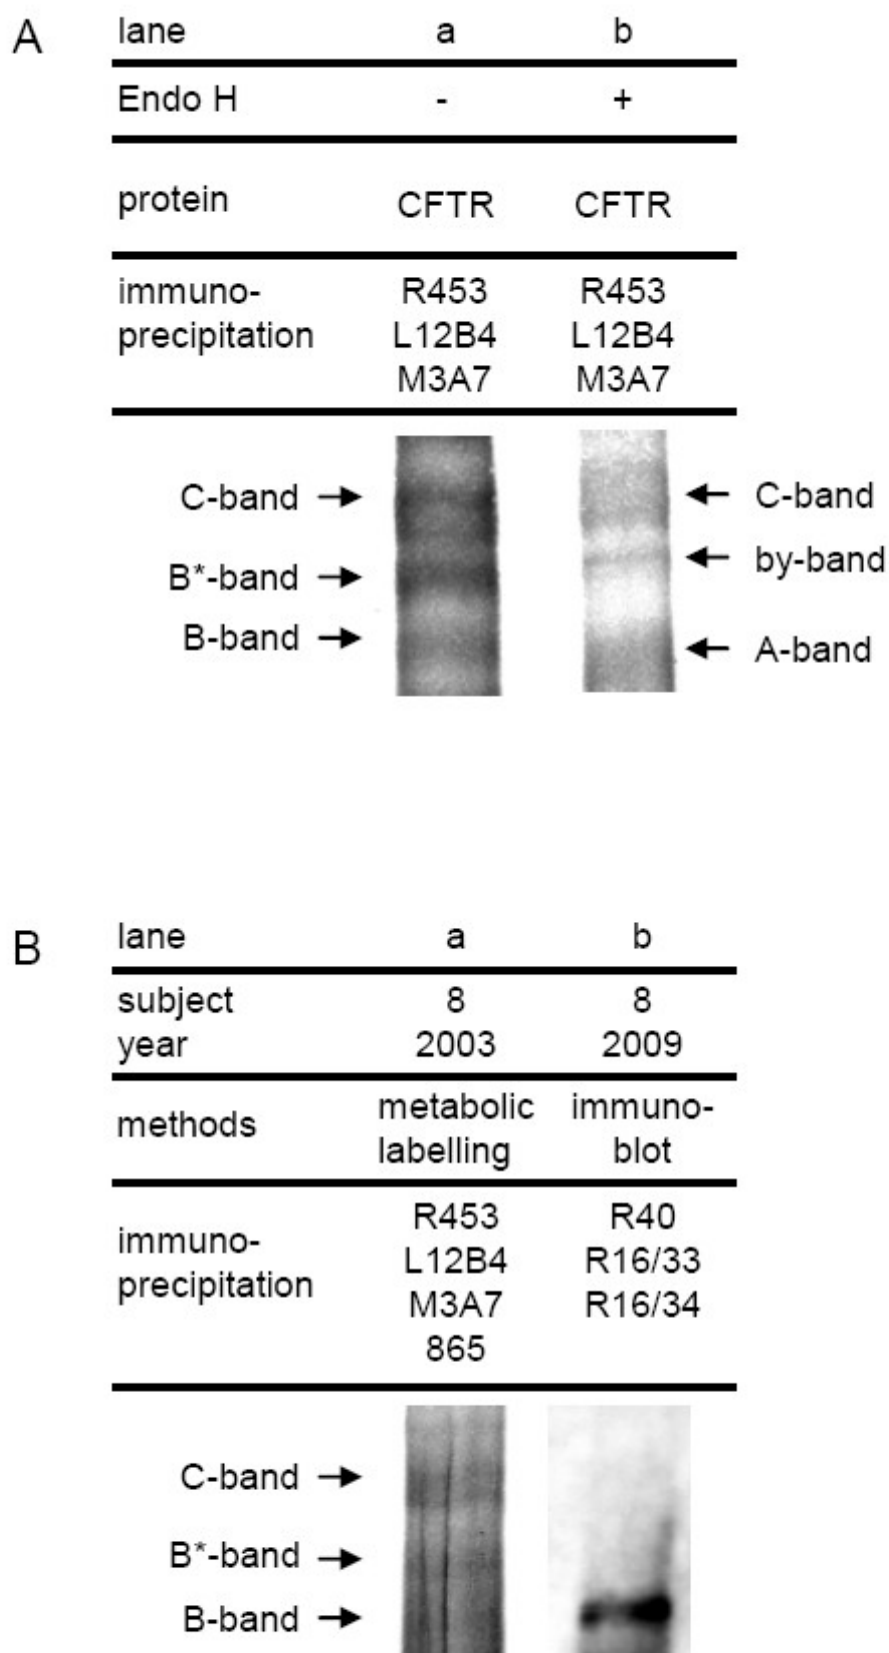 A
lane a b
Endo H - +
protein CFTR CFTR
immuno- R453 R453
precipitation L12B4 L12B4
M3A7 M3A7
C-band C-band
B*-band by-band
B-band A-band
B
lane a b
subject 8 8
year 2003 2009
methods metabolic immuno-
labelling blot
immuno- R453 R40
precipitation L12B4 R16/33
M3A7 R16/34
865
C-band
B*-band
B-band